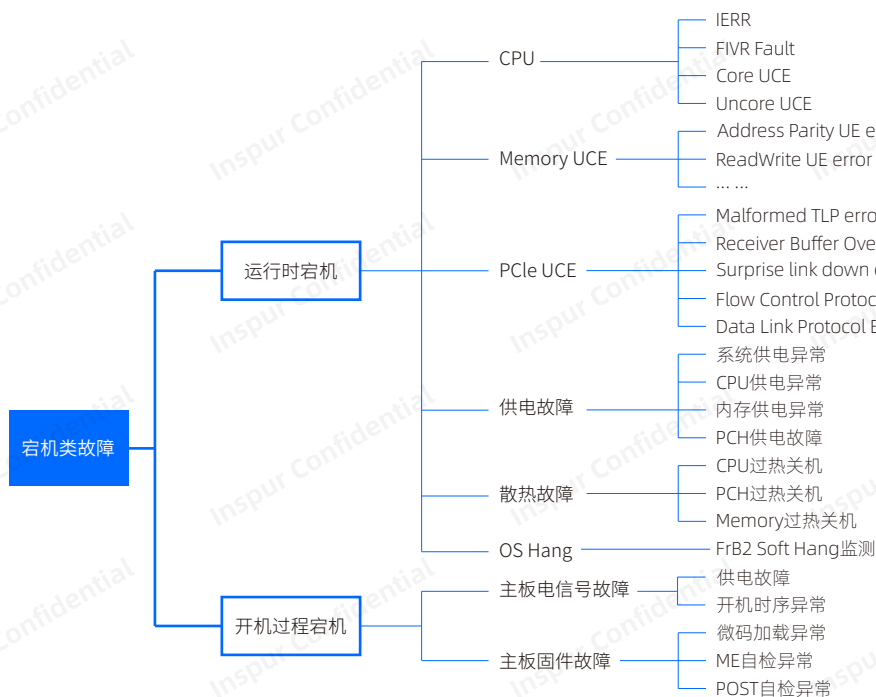 宕机类故障
运行时宕机
CPU
IERR
FIVR Fault
Core UCE
Uncore UCE
Memory UCE
Address Parity UE e
ReadWrite UE error
... ...
PCle UCE
Malformed TLP erro
Receiver Buffer Ove
Surprise link down
Flow Control Protoc
Data Link Protocol E
供电故障
系统供电异常
CPU供电异常
内存供电异常
PCH供电故障
散热故障
CPU过热关机
PCH过热关机
Memory过热关机
OS Hang
FrB2 Soft Hang监测
开机过程宕机
主板电信号故障
供电故障
开机时序异常
主板固件故障
微码加载异常
ME自检异常
POST自检异常
Inspur Confidential